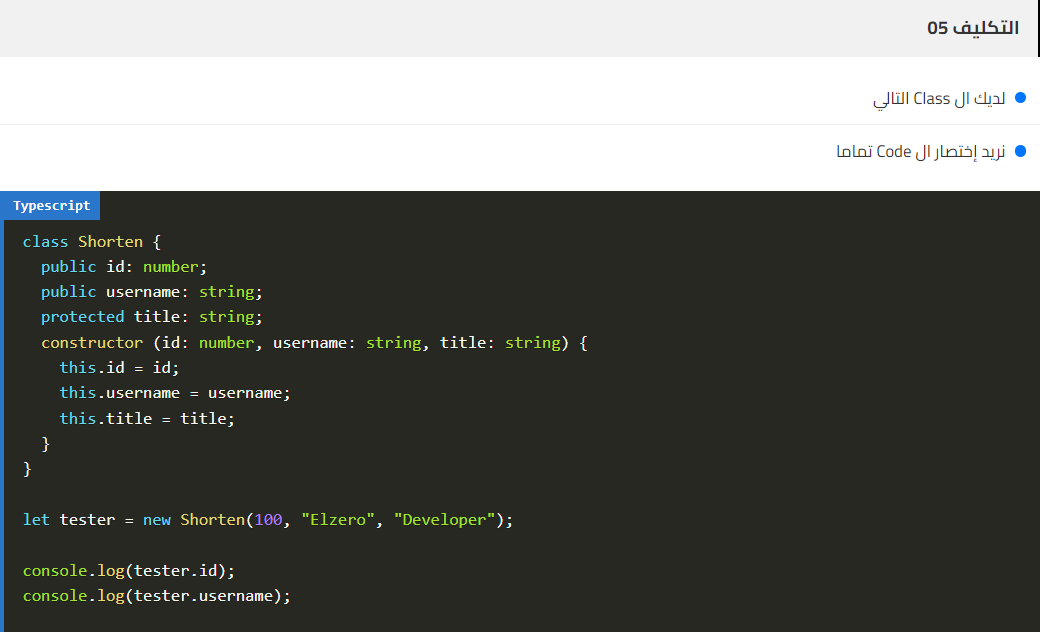 التكليف 05
لديك ال Class التالي
نريد إختصار ال Code تماما
Typescript
class Shorten {
  public id: number;
  public username: string;
  protected title: string;
  constructor (id: number, username: string, title: string) {
    this.id = id;
    this.username = username;
    this.title = title;
  }
}
let tester = new Shorten(100, "Elzero", "Developer");
console.log(tester.id);
console.log(tester.username);